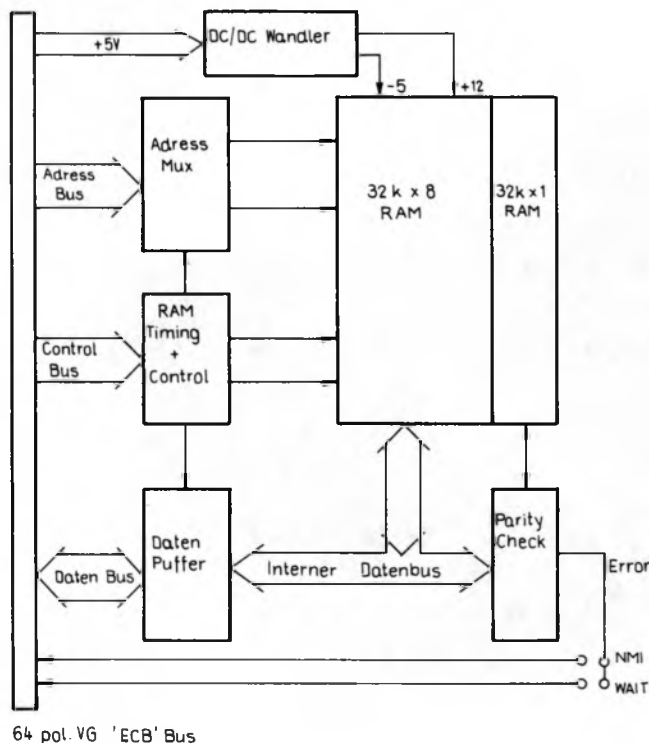 DC/DC Wandler
+5V
-5
+12
Adress
Mux
Adress
Bus
32k x 8
RAM
32k x 1
RAM
RAM
Timing
+
Control
Control
Bus
Daten
Puffer
Parity
Check
Daten Bus
Interner Datenbus
Error
NMI
WAIT
64 pol. VG 'ECB' Bus